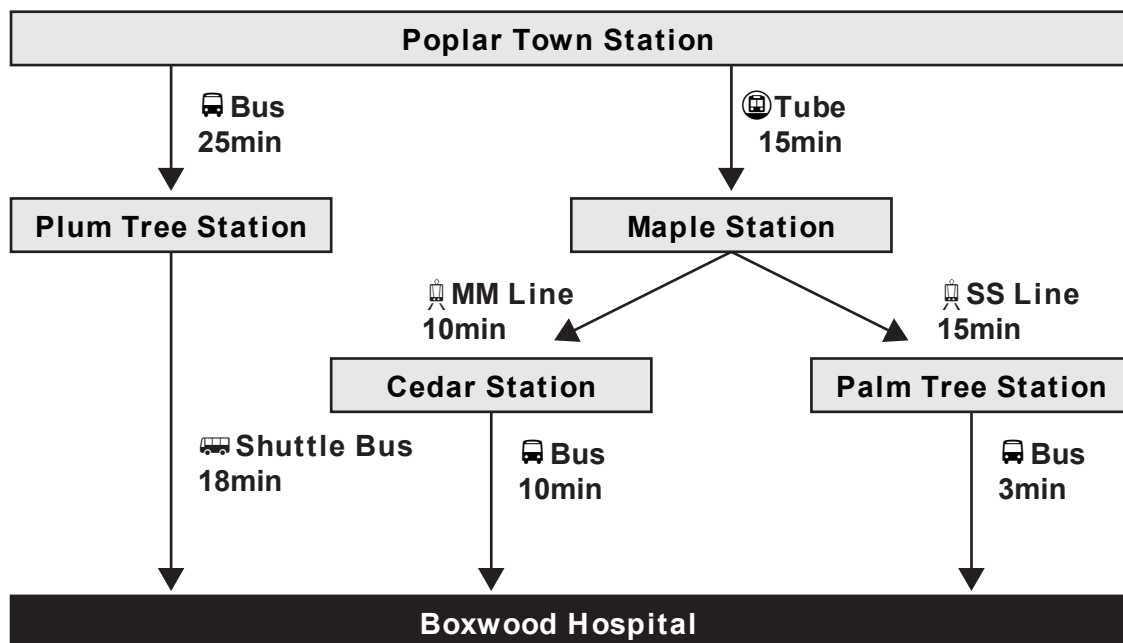 Poplar Town Station
Bus
25min
Tube
15min
Plum Tree Station
Maple Station
MM Line
10min
SS Line
15min
Cedar Station
Palm Tree Station
Shuttle Bus
18min
Bus
10min
Bus
3min
Boxwood Hospital